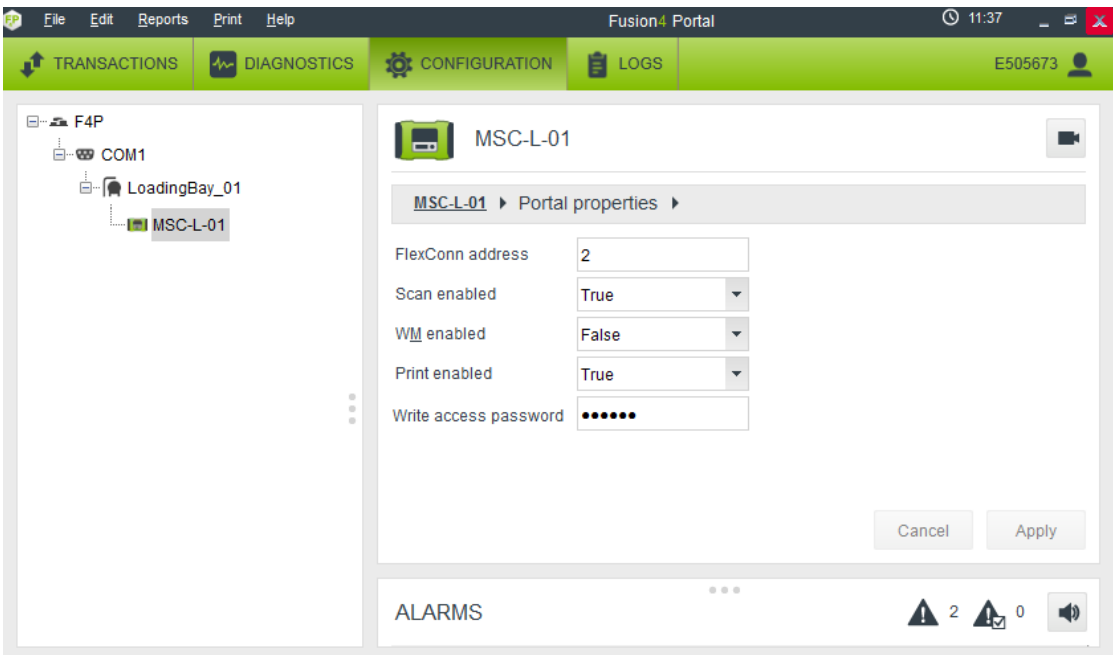 FP File Edit Reports Print Help Fusion4 Portal 11:37
TRANSACTIONS DIAGNOSTICS CONFIGURATION LOGS E505673
F4P
COM1
LoadingBay_01
MSC-L-01
MSC-L-01
MSC-L-01 Portal properties
FlexConn address 2
Scan enabled True
WM enabled False
Print enabled True
Write access password ••••••
Cancel Apply
ALARMS 2 0